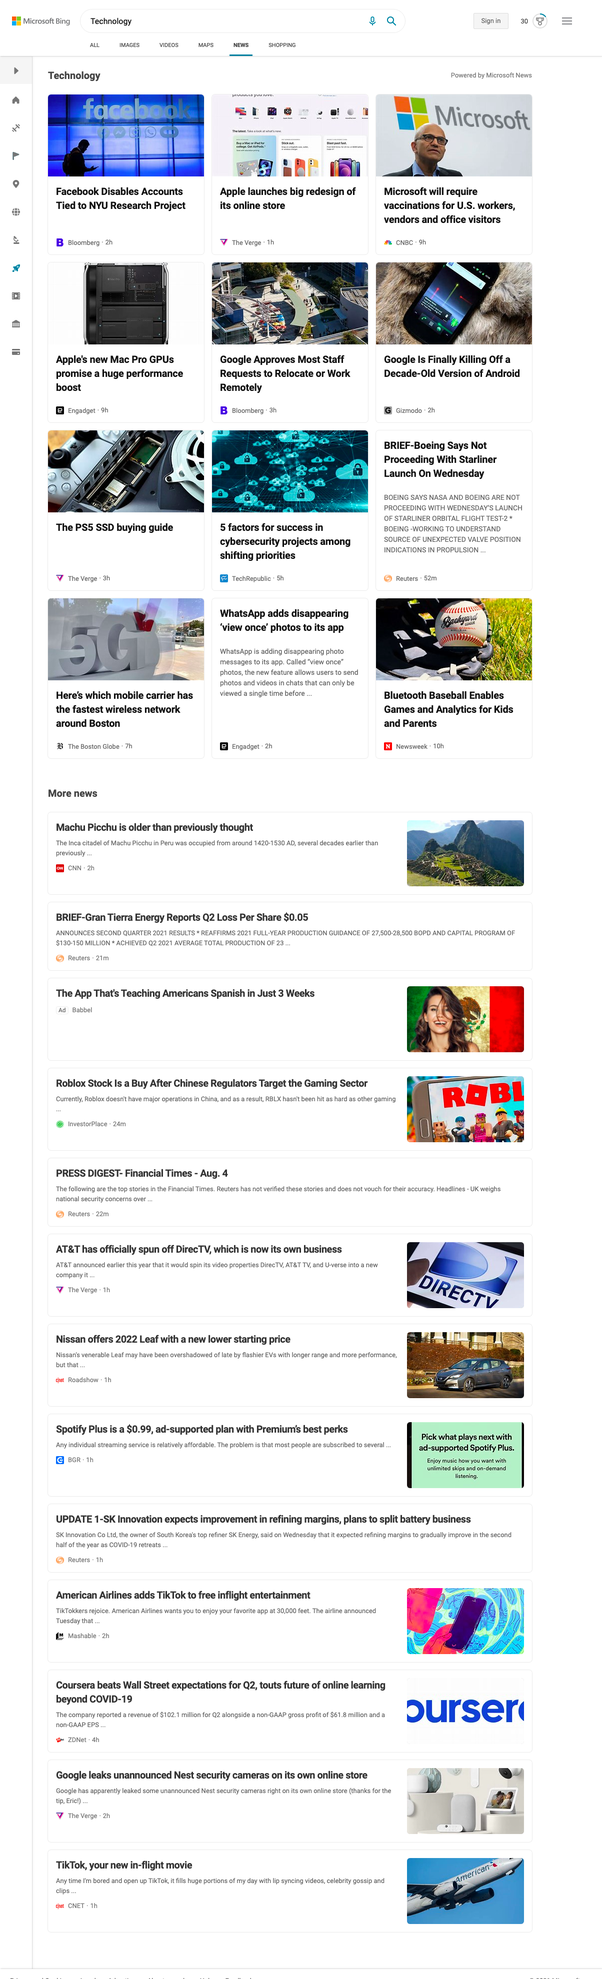 Microsoft Bing
Technology
Sign in
30
ALL
IMAGES
VIDEOS
MAPS
NEWS
SHOPPING
Technology
Powered by Microsoft News
facebook
The latest.
Microsoft
Facebook Disables Accounts
Tied to NYU Research Project
Bloomberg · 2h
Apple launches big redesign of
its online store
The Verge · 1h
Microsoft will require
vaccinations for U.S. workers,
vendors and office visitors
CNBC · 9h
Apple's new Mac Pro GPUs
promise a huge performance
boost
Engadget · 9h
Google Approves Most Staff
Requests to Relocate or Work
Remotely
Bloomberg · 3h
Google Is Finally Killing Off a
Decade-Old Version of Android
Gizmodo · 2h
The PS5 SSD buying guide
The Verge · 3h
5 factors for success in
cybersecurity projects among
shifting priorities
TechRepublic · 5h
BRIEF-Boeing Says Not
Proceeding With Starliner
Launch On Wednesday
BOEING SAYS NASA AND BOEING ARE NOT
PROCEEDING WITH WEDNESDAY'S LAUNCH
OF STARLINER ORBITAL FLIGHT TEST-2 *
BOEING -WORKING TO UNDERSTAND
SOURCE OF UNEXPECTED VALVE POSITION
INDICATIONS IN PROPULSION ...
Reuters · 52m
5G
Here's which mobile carrier has
the fastest wireless network
around Boston
The Boston Globe · 7h
WhatsApp adds disappearing
'view once' photos to its app
WhatsApp is adding disappearing photo
messages to its app. Called "view once"
photos, the new feature allows users to send
photos and videos in chats that can only be
viewed a single time before ...
Engadget · 2h
Backyard
Bluetooth Baseball Enables
Games and Analytics for Kids
and Parents
Newsweek · 10h
More news
Machu Picchu is older than previously thought
The Inca citadel of Machu Picchu in Peru was occupied from around 1420-1530 AD, several decades earlier than
previously ...
CNN · 2h
BRIEF-Gran Tierra Energy Reports Q2 Loss Per Share $0.05
ANNOUNCES SECOND QUARTER 2021 RESULTS * REAFFIRMS 2021 FULL-YEAR PRODUCTION GUIDANCE OF 27,500-28,500 BOPD AND CAPITAL PROGRAM OF
$130-150 MILLION * ACHIEVED Q2 2021 AVERAGE TOTAL PRODUCTION OF 23 ...
Reuters · 21m
The App That's Teaching Americans Spanish in Just 3 Weeks
Ad Babbel
Roblox Stock Is a Buy After Chinese Regulators Target the Gaming Sector
Currently, Roblox doesn't have major operations in China, and as a result, RBLX hasn't been hit as hard as other gaming
...
InvestorPlace · 24m
ROBL
PRESS DIGEST- Financial Times - Aug. 4
The following are the top stories in the Financial Times. Reuters has not verified these stories and does not vouch for their accuracy. Headlines - UK weighs
national security concerns over ...
Reuters · 22m
AT&T has officially spun off DirecTV, which is now its own business
AT&T announced earlier this year that it would spin its video properties DirecTV, AT&T TV, and U-verse into a new
company it ...
The Verge · 1h
DIRECTV
Nissan offers 2022 Leaf with a new lower starting price
Nissan's venerable Leaf may have been overshadowed of late by flashier EVs with longer range and more performance,
but that ...
Roadshow · 1h
Spotify Plus is a $0.99, ad-supported plan with Premium's best perks
Any individual streaming service is relatively affordable. The problem is that most people are subscribed to several ...
BGR · 1h
Pick what plays next with
ad-supported Spotify Plus.
Enjoy music how you want with
unlimited skips and on-demand
listening.
UPDATE 1-SK Innovation expects improvement in refining margins, plans to split battery business
SK Innovation Co Ltd, the owner of South Korea's top refiner SK Energy, said on Wednesday that it expected refining margins to gradually improve in the second
half of the year as COVID-19 retreats ...
Reuters · 1h
American Airlines adds TikTok to free inflight entertainment
TikTokkers rejoice. American Airlines wants you to enjoy your favorite app at 30,000 feet. The airline announced
Tuesday that ...
Mashable · 2h
Coursera beats Wall Street expectations for Q2, touts future of online learning
beyond COVID-19
The company reported a revenue of $102.1 million for Q2 alongside a non-GAAP gross profit of $61.8 million and a
non-GAAP EPS ...
ZDNet · 4h
oursera
Google leaks unannounced Nest security cameras on its own online store
Google has apparently leaked some unannounced Nest security cameras right on its own online store (thanks for the
tip, Eric!) ...
The Verge · 2h
TikTok, your new in-flight movie
Any time I'm bored and open up TikTok, it fills huge portions of my day with lip syncing videos, celebrity gossip and
clips ...
CNET · 1h
American